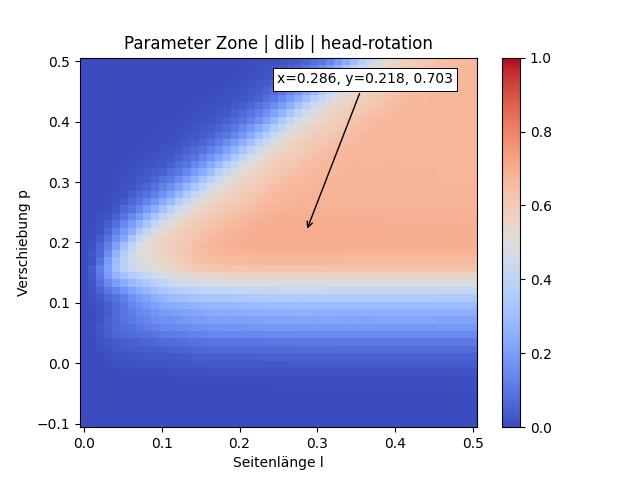 Parameter Zone | dlib | head-rotation
x=0.286, y=0.218, 0.703
Verschiebung p
0.5
0.4
0.3
0.2
0.1
0.0
−0.1
0.0 0.1 0.2 0.3 0.4 0.5
Seitenlänge l
1.0
0.8
0.6
0.4
0.2
0.0